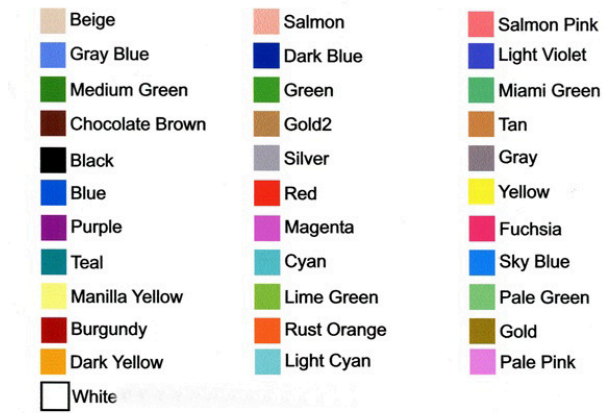 Beige Salmon Salmon Pink
Gray Blue Dark Blue Light Violet
Medium Green Green Miami Green
Chocolate Brown Gold2 Tan
Black Silver Gray
Blue Red Yellow
Purple Magenta Fuchsia
Teal Cyan Sky Blue
Manilla Yellow Lime Green Pale Green
Burgundy Rust Orange Gold
Dark Yellow Light Cyan Pale Pink
White